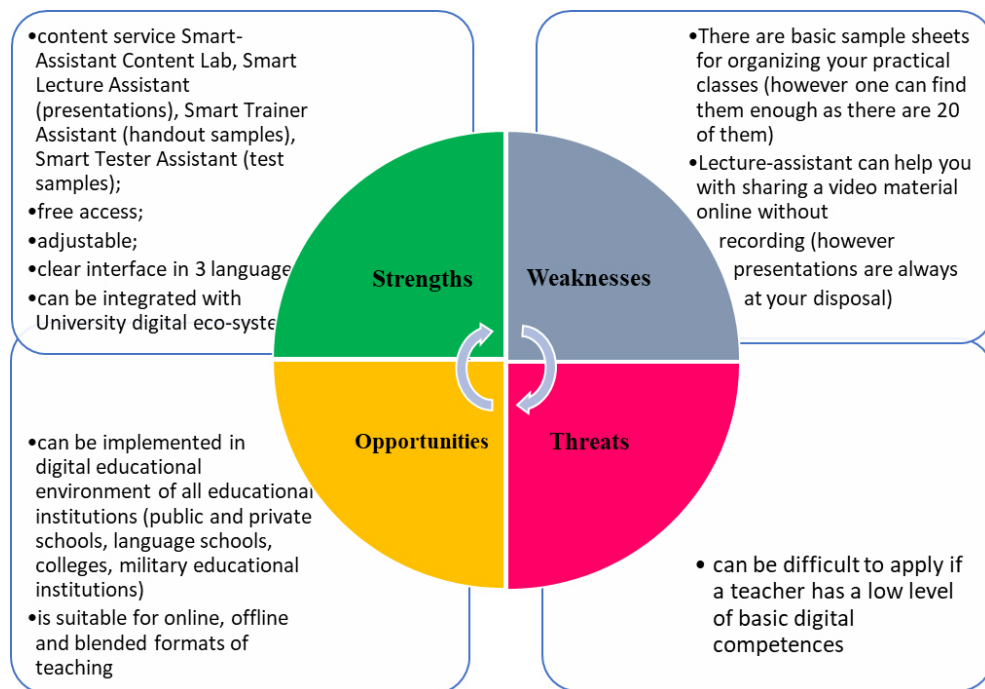 •content service Smart-
Assistant Content Lab, Smart
Lecture Assistant
(presentations), Smart Trainer
Assistant (handout samples),
Smart Tester Assistant (test
samples);
•free access;
•adjustable;
•clear interface in 3 language
•can be integrated with
University digital eco-syste
•There are basic sample sheets
for organizing your practical
classes (however one can find
them enough as there are 20
of them)
•Lecture-assistant can help you
with sharing a video material
online without
recording (however
presentations are always
at your disposal)
Strengths
Weaknesses
Opportunities
Threats
•can be implemented in
digital educational
environment of all educational
institutions (public and private
schools, language schools,
colleges, military educational
institutions)
•is suitable for online, offline
and blended formats of
teaching
• can be difficult to apply if
a teacher has a low level
of basic digital
competences